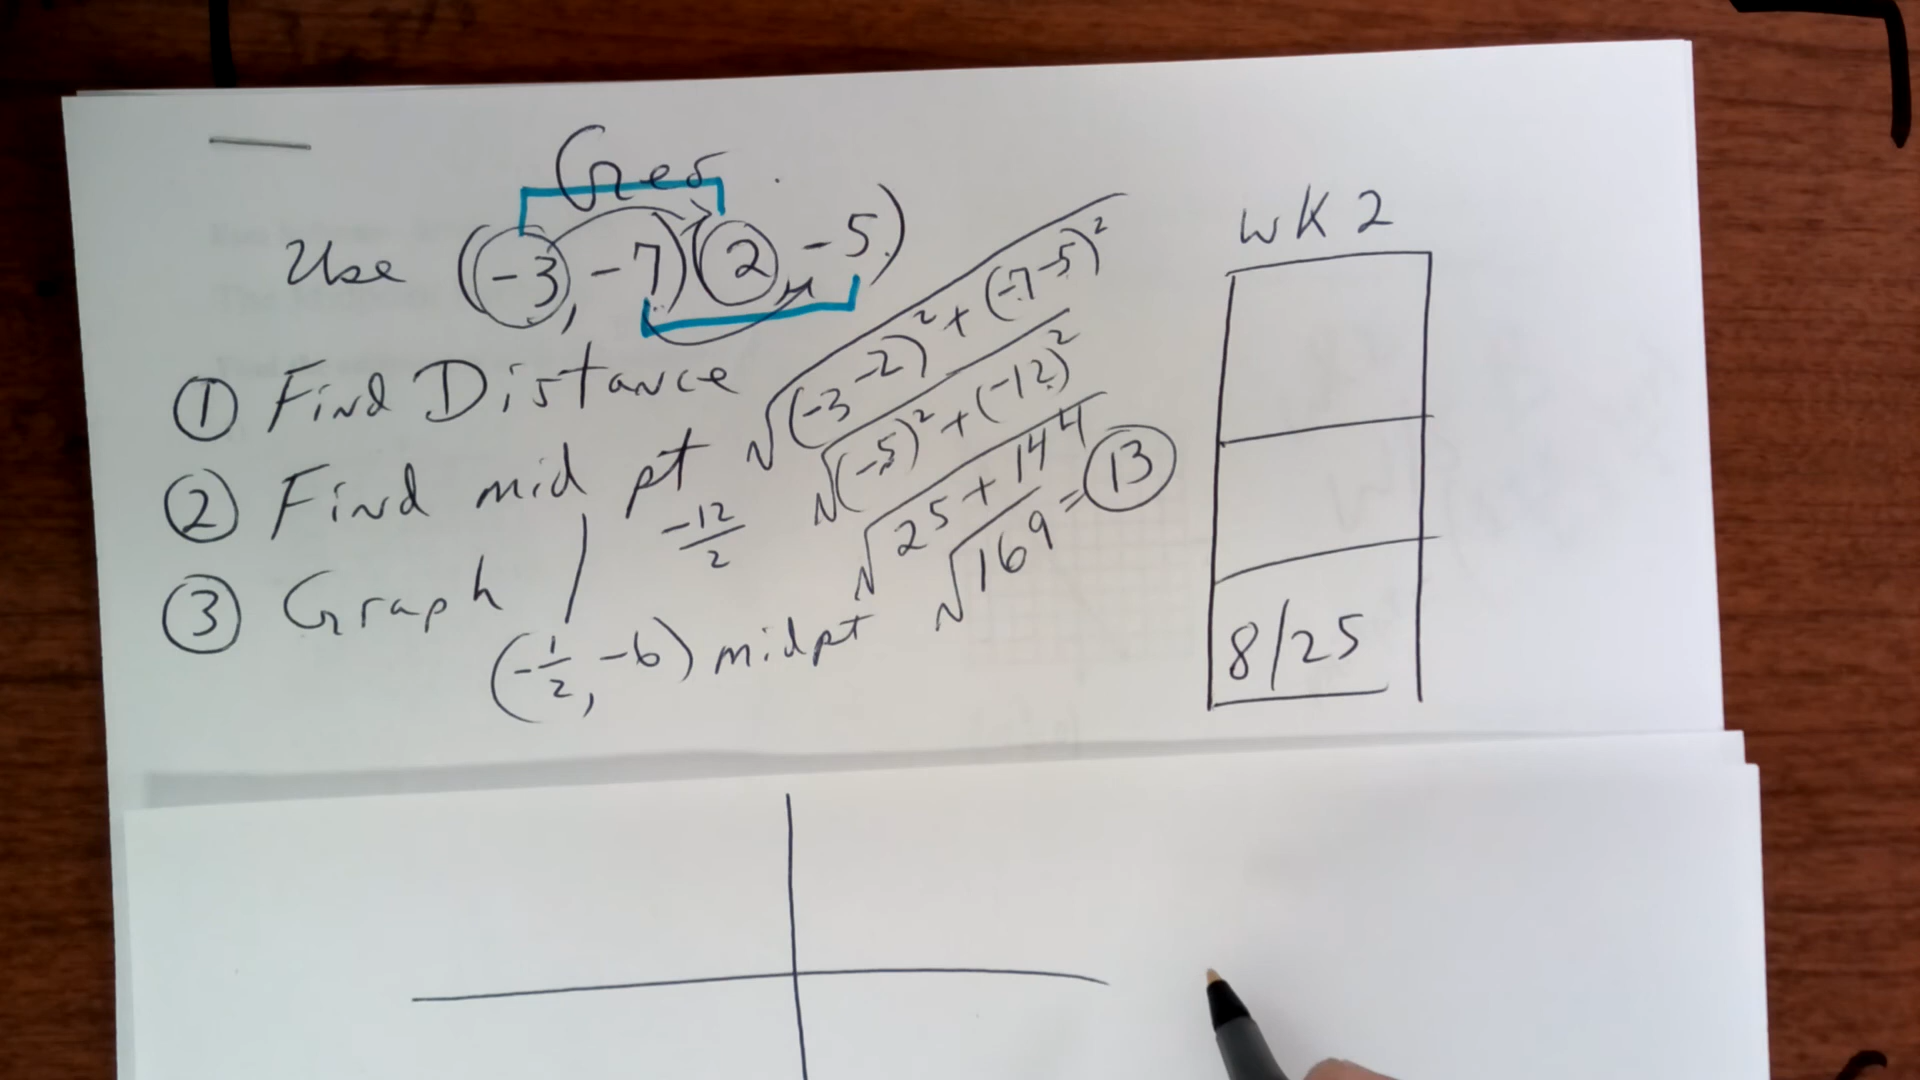 Geo
Use (-3, -7) (2, -5)
① Find Distance
② Find mid pt
③ Graph
√(-3-2)² + (-7-5)²
√(-5)² + (-12)²
√25 + 144
√169 = 13
-12/2
(-1/2, -6) midpt
WK 2
8/25